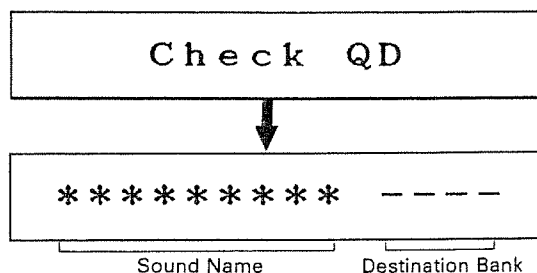 Check QD
********* ----
Sound Name Destination Bank